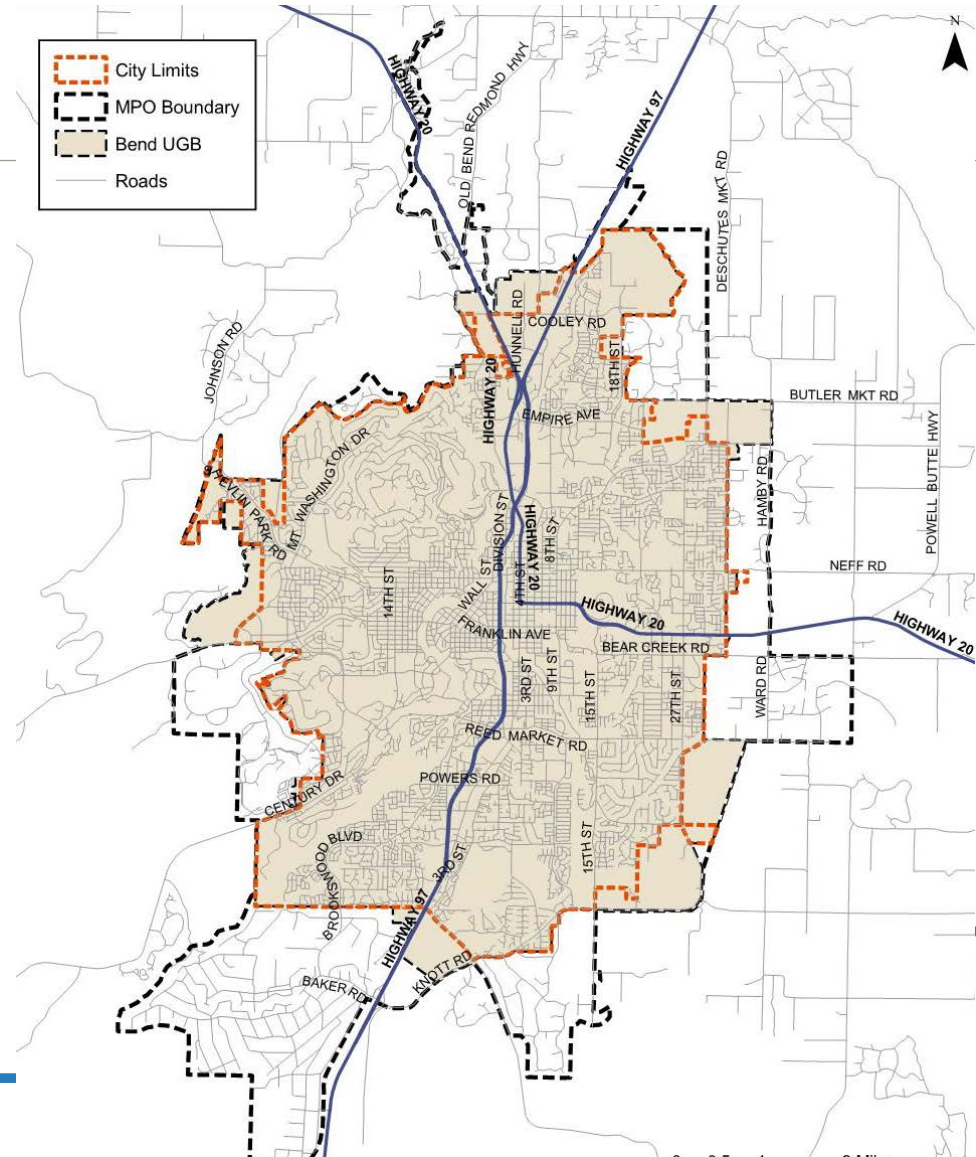 N
City Limits
MPO Boundary
Bend UGB
Roads
HIGHWAY 20
OLD BEND REDMOND HWY
HIGHWAY 97
DESCHUTES MKT RD
JOHNSON RD
HUNNELL RD
COOLEY RD
18TH ST
HIGHWAY 20
EMPIRE AVE
BUTLER MKT RD
POWELL BUTTE HWY
HAMBY RD
SHEVLIN PARK RD
MT WASHINGTON DR
DIVISION ST
HIGHWAY 20
8TH ST
14TH ST
WALL ST
4TH ST
NEFF RD
HIGHWAY 20
HIGHWAY 20
FRANKLIN AVE
BEAR CREEK RD
3RD ST
9TH ST
15TH ST
27TH ST
WARD RD
REED MARKET RD
POWERS RD
CENTURY DR
BROOKSWOOD BLVD
3RD ST
15TH ST
HIGHWAY 97
KNOTT RD
BAKER RD